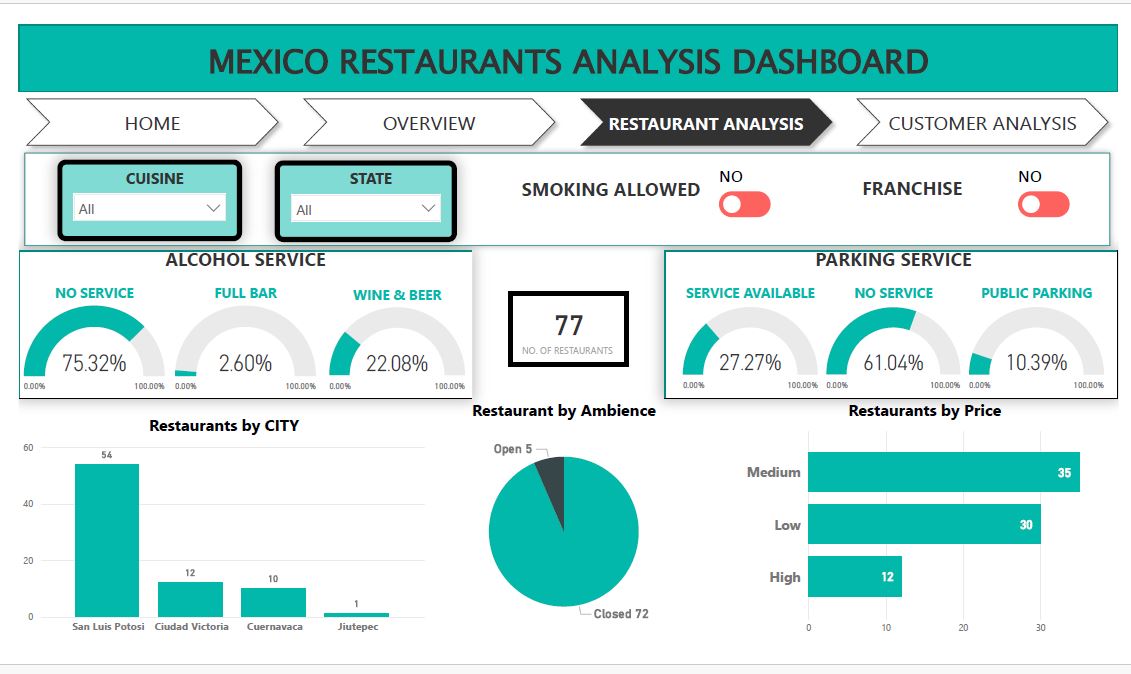 MEXICO RESTAURANTS ANALYSIS DASHBOARD
HOME
OVERVIEW
RESTAURANT ANALYSIS
CUSTOMER ANALYSIS
CUISINE
All
STATE
All
SMOKING ALLOWED
NO
FRANCHISE
NO
ALCOHOL SERVICE
NO SERVICE
75.32%
0.00%
100.00%
FULL BAR
2.60%
0.00%
100.00%
WINE & BEER
22.08%
0.00%
100.00%
77
NO. OF RESTAURANTS
PARKING SERVICE
SERVICE AVAILABLE
27.27%
0.00%
100.00%
NO SERVICE
61.04%
0.00%
100.00%
PUBLIC PARKING
10.39%
0.00%
100.00%
Restaurants by CITY
60
40
20
0
54
12
10
1
San Luis Potosi
Ciudad Victoria
Cuernavaca
Jiutepec
Restaurant by Ambience
Open 5
Closed 72
Restaurants by Price
Medium
35
Low
30
High
12
0
10
20
30